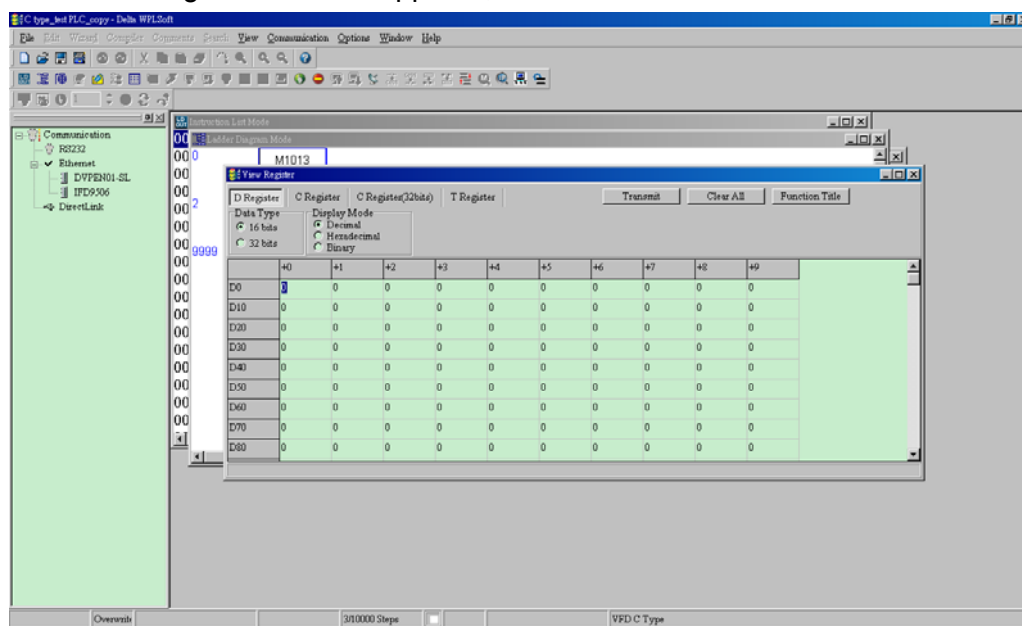 C type_test PLC_copy - Delta WPLSoft
File Edit Wizard Compiler Comments Search View Communication Options Window Help
Communication
RS232
Ethernet
DVPEN01-SL
IFD9506
DirectLink
Instruction List Mode
Ladder Diagram Mode
0
M1013
2
9999
View Register
D Register C Register C Register(32bits) T Register Transmit Clear All Function Title
Data Type Display Mode
16 bits Decimal
32 bits Hexadecimal
Binary
+0 +1 +2 +3 +4 +5 +6 +7 +8 +9
D0 0 0 0 0 0 0 0 0 0 0
D10 0 0 0 0 0 0 0 0 0 0
D20 0 0 0 0 0 0 0 0 0 0
D30 0 0 0 0 0 0 0 0 0 0
D40 0 0 0 0 0 0 0 0 0 0
D50 0 0 0 0 0 0 0 0 0 0
D60 0 0 0 0 0 0 0 0 0 0
D70 0 0 0 0 0 0 0 0 0 0
D80 0 0 0 0 0 0 0 0 0 0
Overwrite 3/10000 Steps VFD C Type